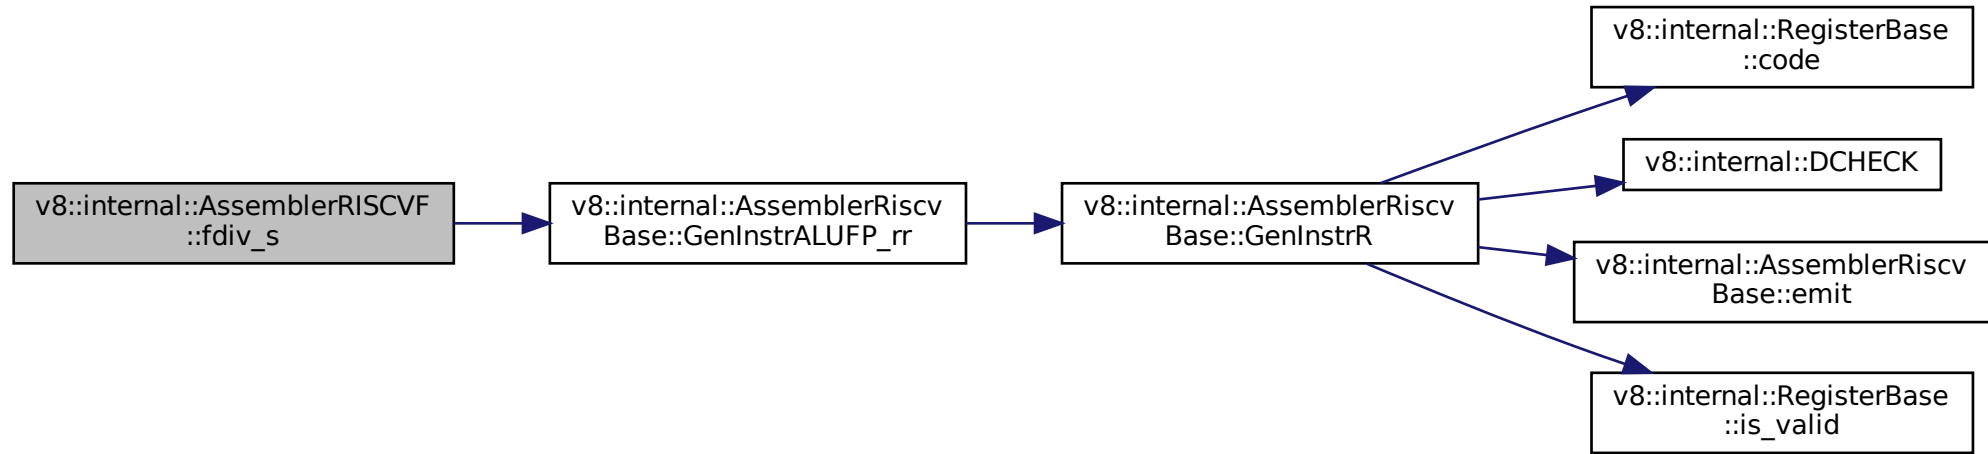 v8::internal::AssemblerRISCVF
::fdiv_s
v8::internal::AssemblerRiscv
Base::GenInstrALUFP_rr
v8::internal::AssemblerRiscv
Base::GenInstrR
v8::internal::RegisterBase
::code
v8::internal::DCHECK
v8::internal::AssemblerRiscv
Base::emit
v8::internal::RegisterBase
::is_valid